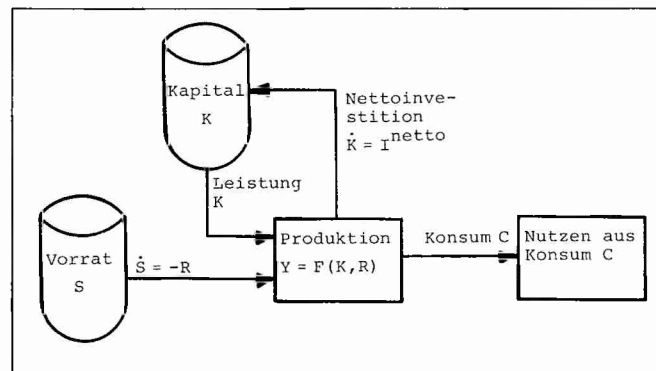 Kapital
K
Nettoinve-
stition
K̇ = I netto
Leistung
K
Vorrat
S
Ṡ = -R
Produktion
Y = F(K,R)
Konsum C
Nutzen aus
Konsum C